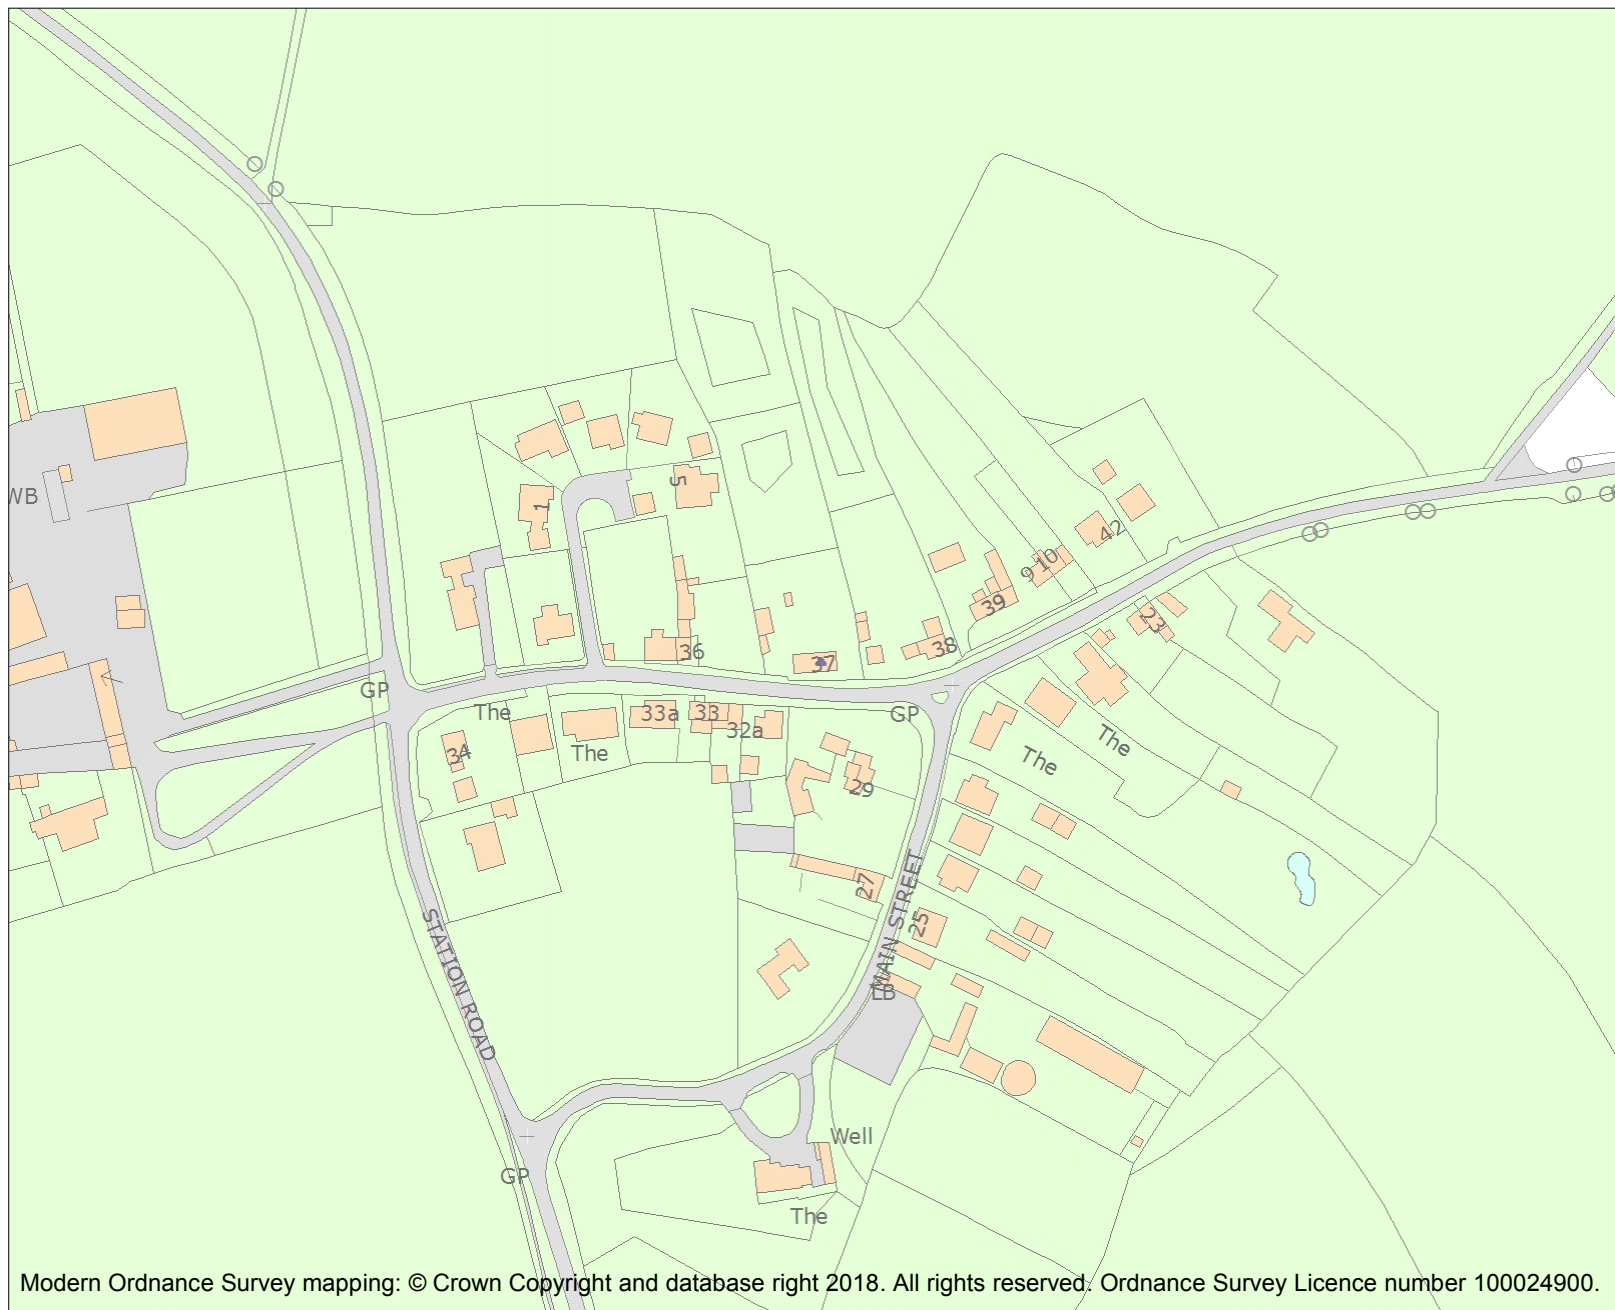 5
WB
1
42
9 10
39
23
36
38
37
GP
The
33a
33
GP
32a
34
The
The
The
29
27
MAIN STREET
25
STATION ROAD
LB
Well
GP
The
Modern Ordnance Survey mapping: © Crown Copyright and database right 2018. All rights reserved. Ordnance Survey Licence number 100024900.